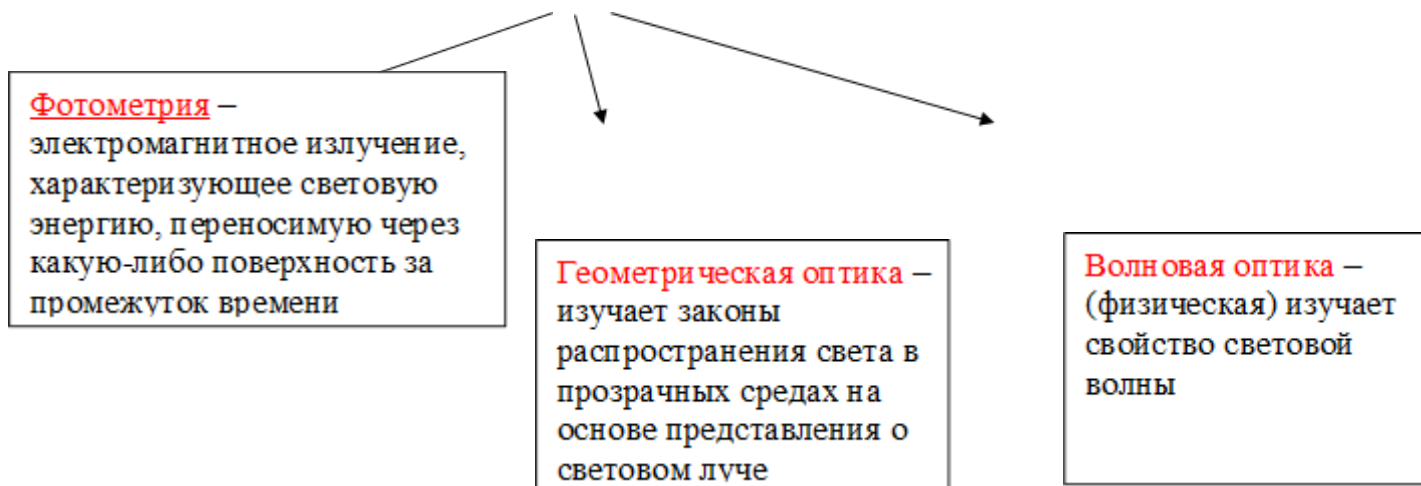 Фотометрия –
электромагнитное излучение,
характеризующее световую
энергию, переносимую через
какую-либо поверхность за
промежуток времени
Геометрическая оптика –
изучает законы
распространения света в
прозрачных средах на
основе представления о
световом луче
Волновая оптика –
(физическая) изучает
свойство световой
волны